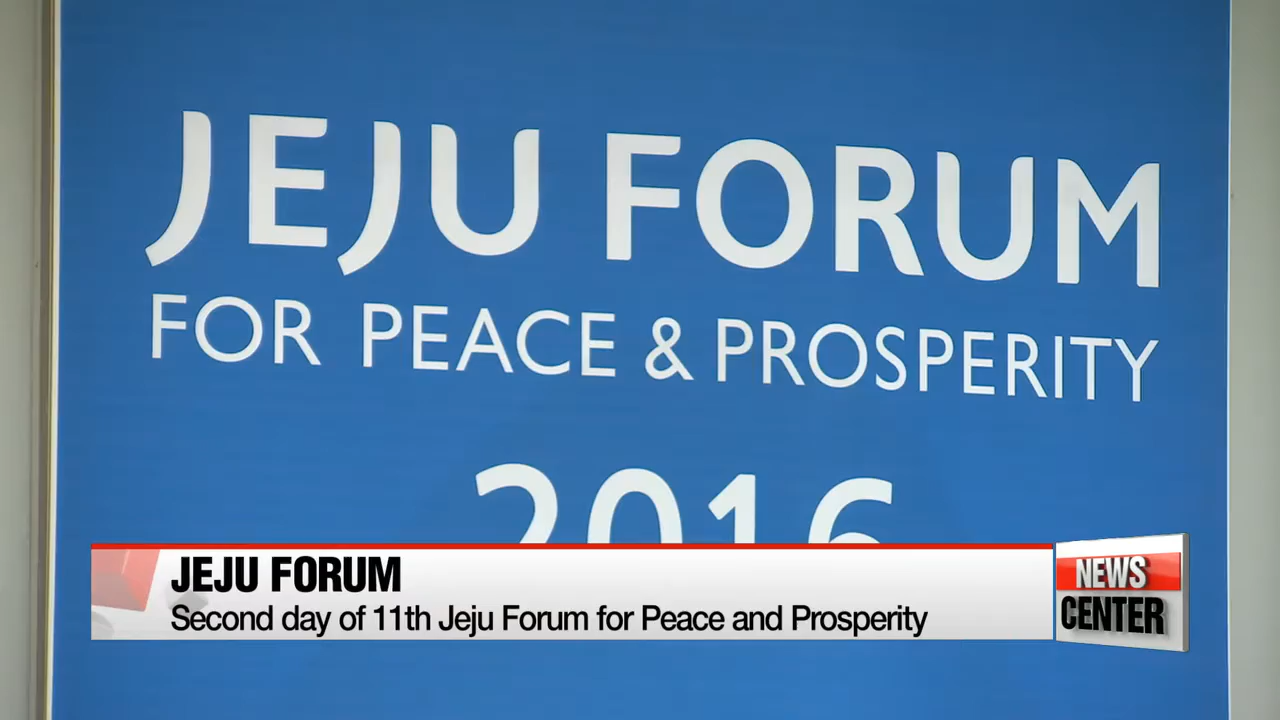 JEJU FORUM
FOR PEACE & PROSPERITY
2016
JEJU FORUM
Second day of 11th Jeju Forum for Peace and Prosperity
NEWS
CENTER